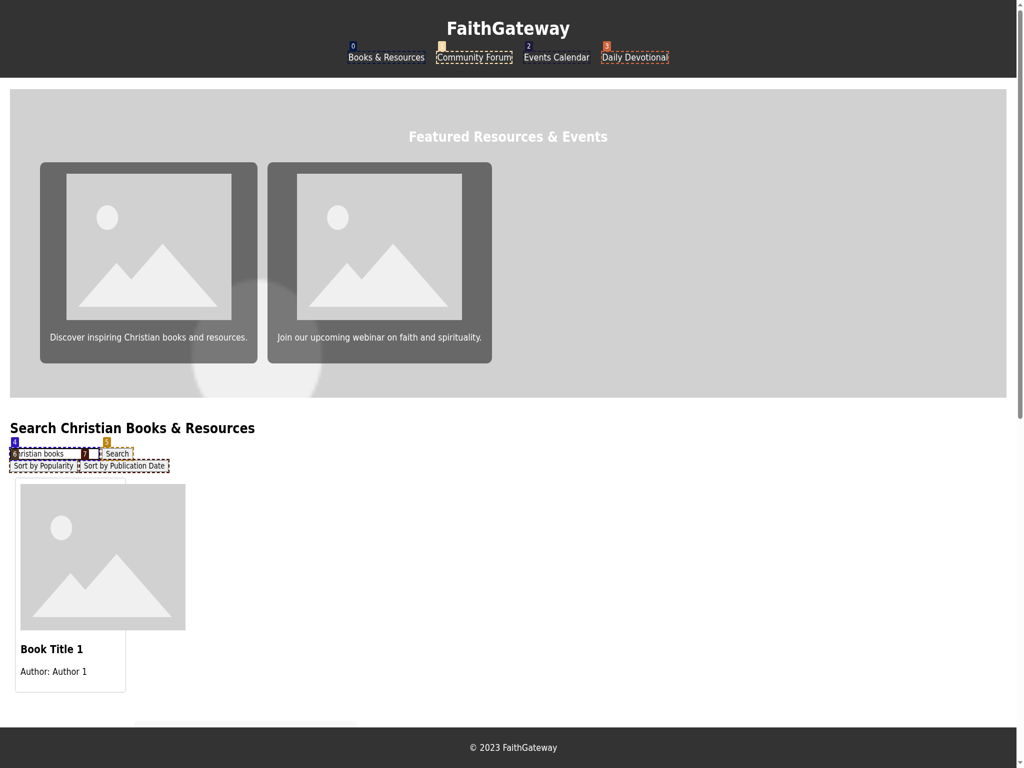 FaithGateway
0 1 2 3
Books & Resources Community Forum Events Calendar Daily Devotional
Featured Resources & Events
Discover inspiring Christian books and resources.
Join our upcoming webinar on faith and spirituality.
Search Christian Books & Resources
4 5
6 hristian books 7 Search
Sort by Popularity Sort by Publication Date
Book Title 1
Author: Author 1
© 2023 FaithGateway